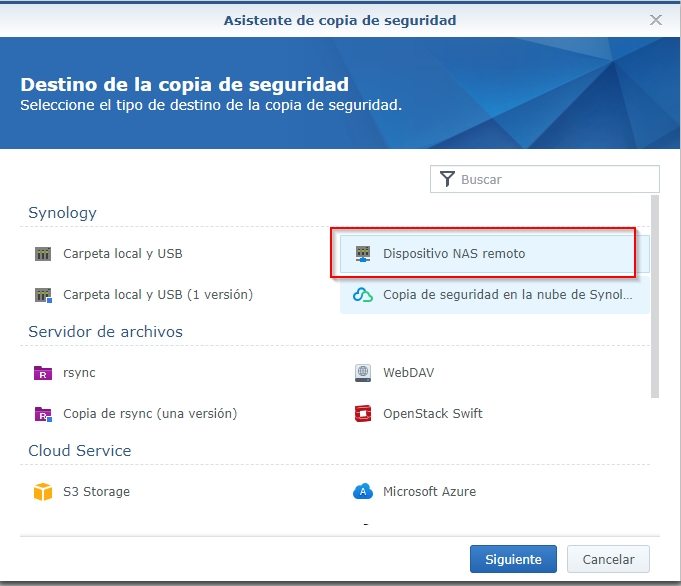 Asistente de copia de seguridad
Destino de la copia de seguridad
Seleccione el tipo de destino de la copia de seguridad.
Buscar
Synology
Carpeta local y USB
Dispositivo NAS remoto
Carpeta local y USB (1 versión)
Copia de seguridad en la nube de Synol...
Servidor de archivos
rsync
WebDAV
Copia de rsync (una versión)
OpenStack Swift
Cloud Service
S3 Storage
Microsoft Azure
Siguiente
Cancelar